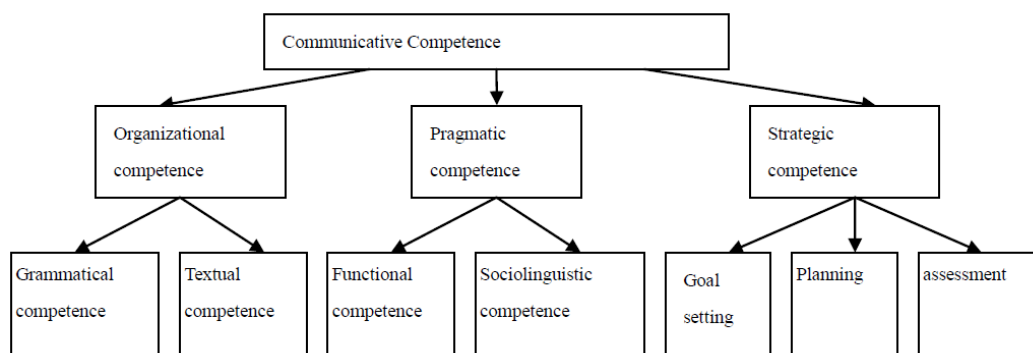 Communicative Competence
Organizational
competence
Pragmatic
competence
Strategic
competence
Grammatical
competence
Textual
competence
Functional
competence
Sociolinguistic
competence
Goal
setting
Planning
assessment